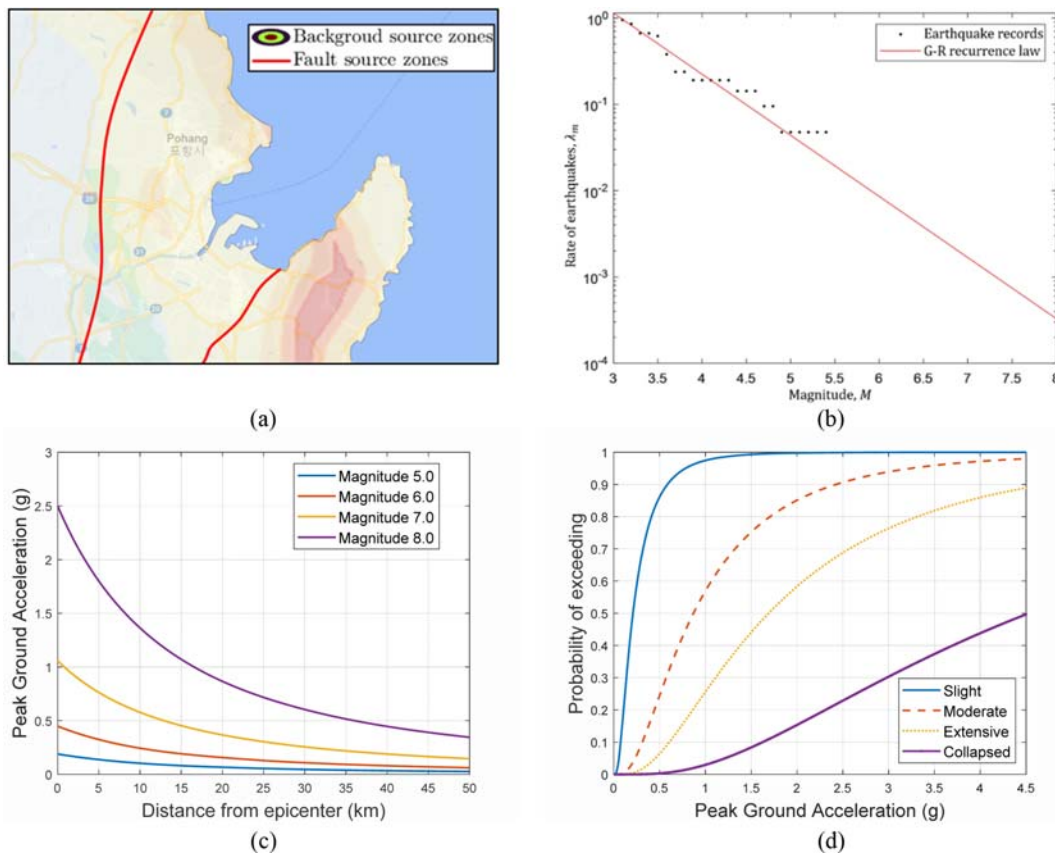 Backgroud source zones
Fault source zones
7
Pohang
포항시
20
31
(a)
Rate of earthquakes, λₘ
10⁰
10⁻¹
10⁻²
10⁻³
10⁻⁴
Earthquake records
G-R recurrence law
3 3.5 4 4.5 5 5.5 6 6.5 7 7.5 8
Magnitude, M
(b)
Peak Ground Acceleration (g)
3
2.5
2
1.5
1
0.5
0
Magnitude 5.0
Magnitude 6.0
Magnitude 7.0
Magnitude 8.0
0 5 10 15 20 25 30 35 40 45 50
Distance from epicenter (km)
(c)
Probability of exceeding
1
0.9
0.8
0.7
0.6
0.5
0.4
0.3
0.2
0.1
0
Slight
Moderate
Extensive
Collapsed
0 0.5 1 1.5 2 2.5 3 3.5 4 4.5
Peak Ground Acceleration (g)
(d)